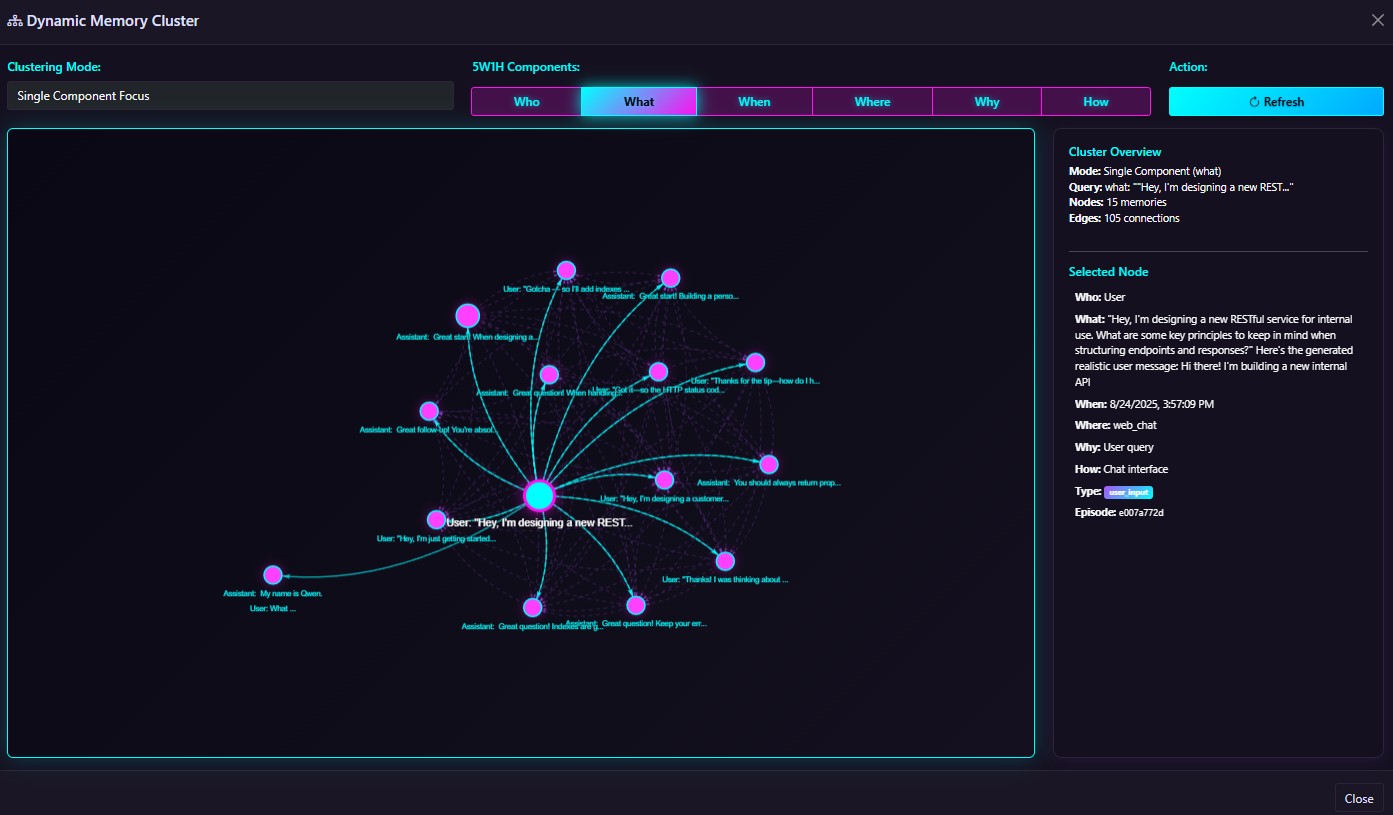 Dynamic Memory Cluster
Clustering Mode:
5W1H Components:
Action:
Single Component Focus
Who
What
When
Where
Why
How
Refresh
Cluster Overview
Mode: Single Component (what)
Query: what: ""Hey, I'm designing a new REST..."
Nodes: 15 memories
Edges: 105 connections
Selected Node
Who: User
What: "Hey, I'm designing a new RESTful service for internal
use. What are some key principles to keep in mind when
structuring endpoints and responses?" Here's the generated
realistic user message: Hi there! I'm building a new internal
API
When: 8/24/2025, 3:57:09 PM
Where: web_chat
Why: User query
How: Chat interface
Type: user_input
Episode: e007a772d
User: "Gotcha — so I'll add indexes ...
Assistant: Great start! Building a perso...
Assistant: Great start! When designing a...
User: "Thanks for the tip—how do I h...
Assistant: Great question! When handling...
User: "Got it—so the HTTP status cod...
Assistant: Great follow-up! You're absol...
Assistant: You should always return prop...
User: "Hey, I'm designing a customer...
User: "Hey, I'm designing a new REST...
User: "Hey, I'm just getting started...
User: "Thanks! I was thinking about ...
Assistant: My name is Qwen.
User: What ...
Assistant: Great question! Indexes are g...
Assistant: Great question! Keep your err...
Close